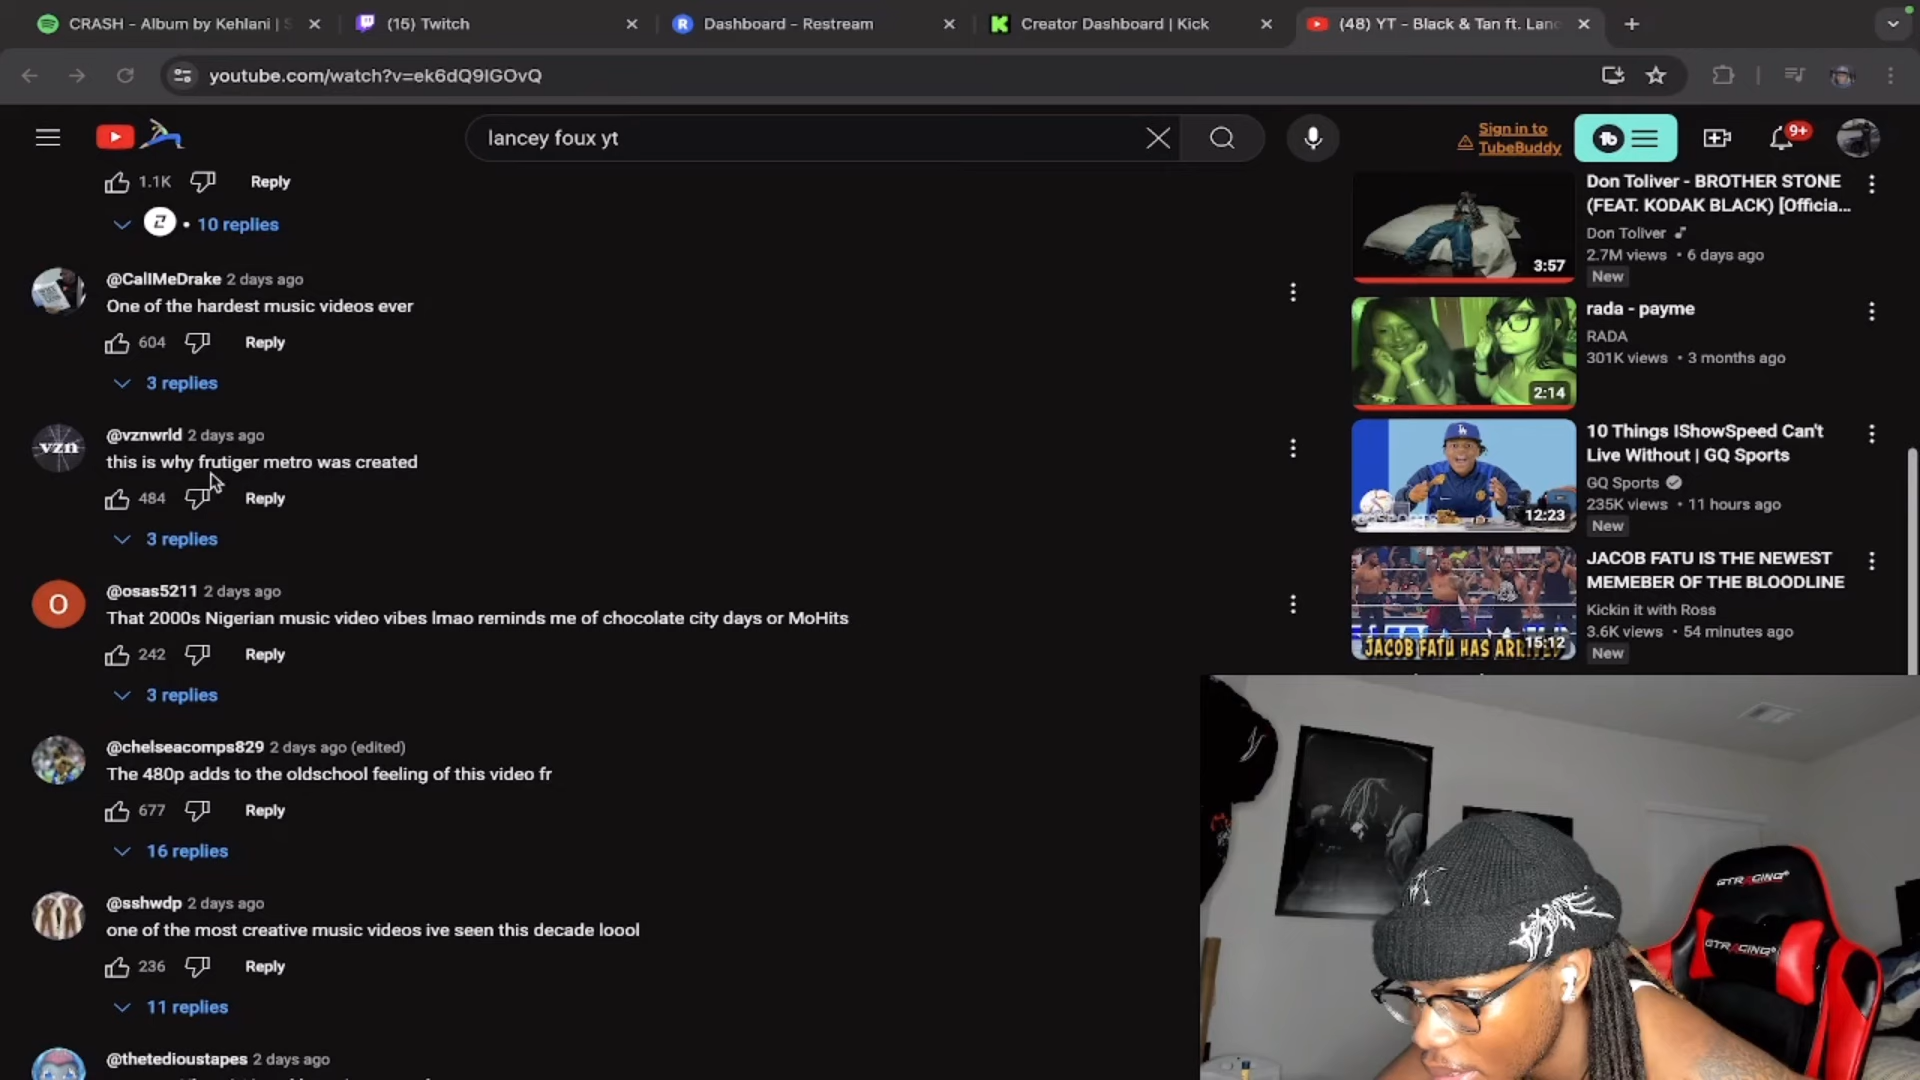 CRASH - Album by Kehlani | S
(15) Twitch
Dashboard - Restream
Creator Dashboard | Kick
(48) YT - Black & Tan ft. Lanc
youtube.com/watch?v=ek6dQ9IGOvQ
lancey foux yt
Sign in to
TubeBuddy
9+
1.1K
Reply
10 replies
@CalIMeDrake 2 days ago
One of the hardest music videos ever
604
Reply
3 replies
vzn
@vznwrld 2 days ago
this is why frutiger metro was created
484
Reply
3 replies
O
@osas5211 2 days ago
That 2000s Nigerian music video vibes lmao reminds me of chocolate city days or MoHits
242
Reply
3 replies
@chelseacomps829 2 days ago (edited)
The 480p adds to the oldschool feeling of this video fr
677
Reply
16 replies
@sshwdp 2 days ago
one of the most creative music videos ive seen this decade loool
236
Reply
11 replies
@thetedioustapes 2 days ago
3:57
Don Toliver - BROTHER STONE
(FEAT. KODAK BLACK) [Officia...
Don Toliver
2.7M views • 6 days ago
New
2:14
rada - payme
RADA
301K views • 3 months ago
12:23
10 Things IShowSpeed Can't
Live Without | GQ Sports
GQ Sports
235K views • 11 hours ago
New
JACOB FATU HAS
15:12
JACOB FATU IS THE NEWEST
MEMEBER OF THE BLOODLINE
Kickin it with Ross
3.6K views • 54 minutes ago
New
GTRACING
GTRACING